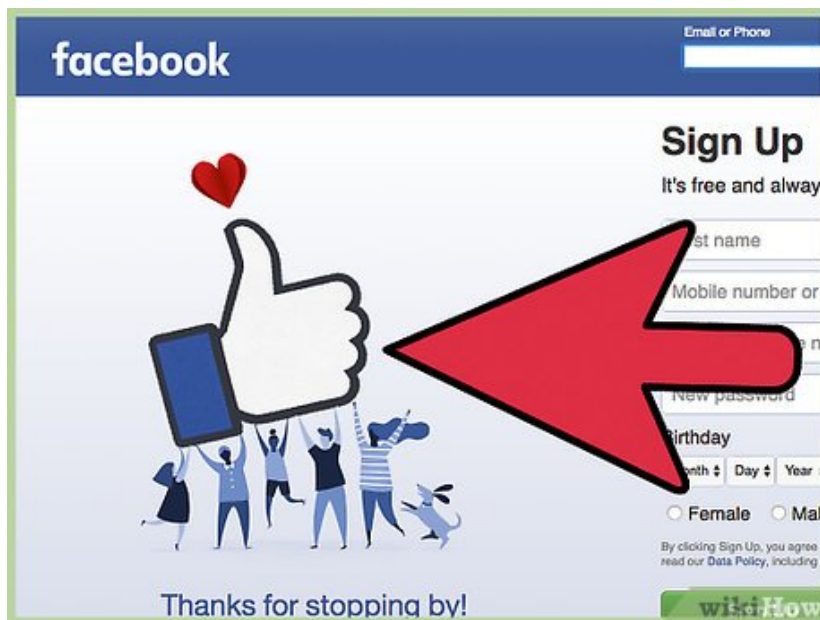 facebook
Email or Phone
Sign Up
It's free and alway
st name
Mobile number or
New password
Birthday
onth Day Year
Female Mal
By clicking Sign Up, you agree
read our Data Policy, including
Thanks for stopping by!
wikiHow